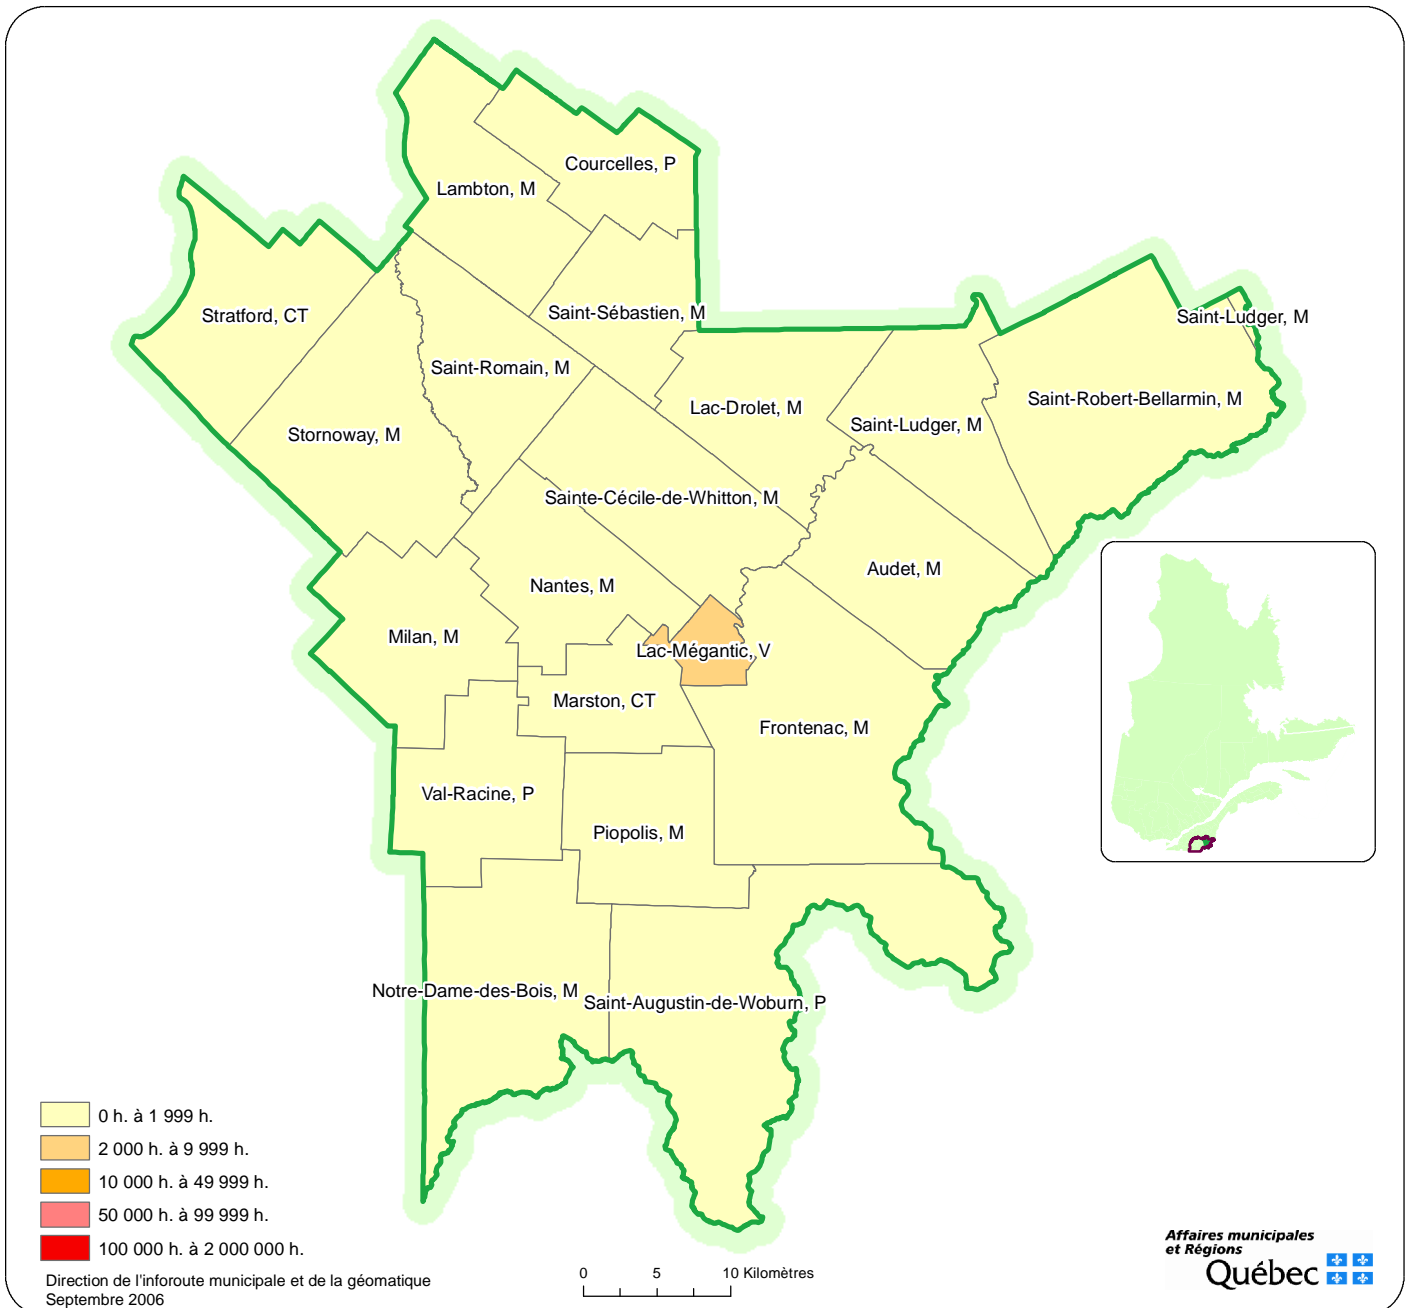 Courcelles, P
Lambton, M
Stratford, CT
Saint-Sébastien, M
Saint-Ludger, M
Saint-Romain, M
Lac-Drolet, M
Saint-Robert-Bellarmin, M
Stornoway, M
Saint-Ludger, M
Sainte-Cécile-de-Whitton, M
Audet, M
Nantes, M
Milan, M
Lac-Mégantic, V
Marston, CT
Frontenac, M
Val-Racine, P
Piopolis, M
Notre-Dame-des-Bois, M
Saint-Augustin-de-Woburn, P
0 h. à 1 999 h.
2 000 h. à 9 999 h.
10 000 h. à 49 999 h.
50 000 h. à 99 999 h.
100 000 h. à 2 000 000 h.
Direction de l'inforoute municipale et de la géomatique
Septembre 2006
0 5 10 Kilomètres
Affaires municipales
et Régions
Québec